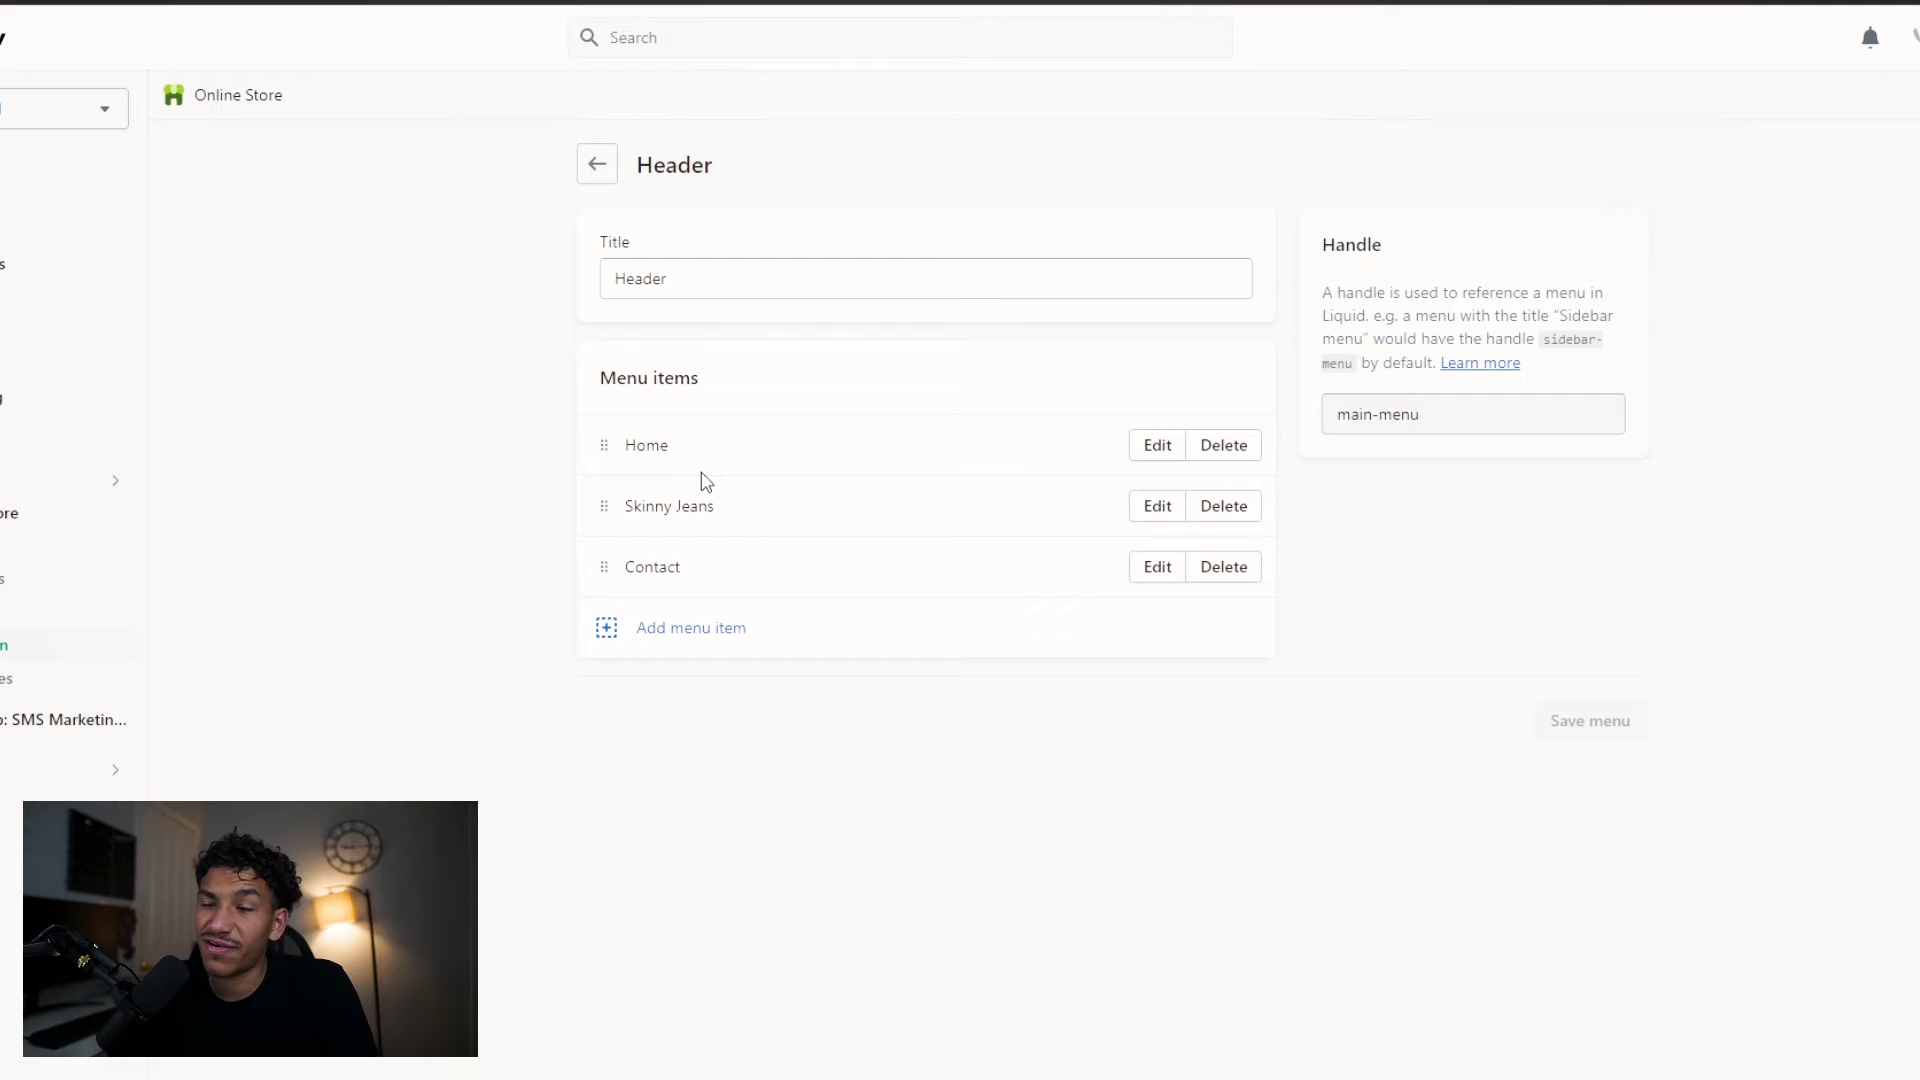 Search
Online Store
Header
Title
Header
Handle
A handle is used to reference a menu in
Liquid. e.g. a menu with the title “Sidebar
menu” would have the handle sidebar-
menu by default. Learn more
main-menu
Menu items
Home Edit Delete
Skinny Jeans Edit Delete
Contact Edit Delete
Add menu item
Save menu
SMS Marketin...